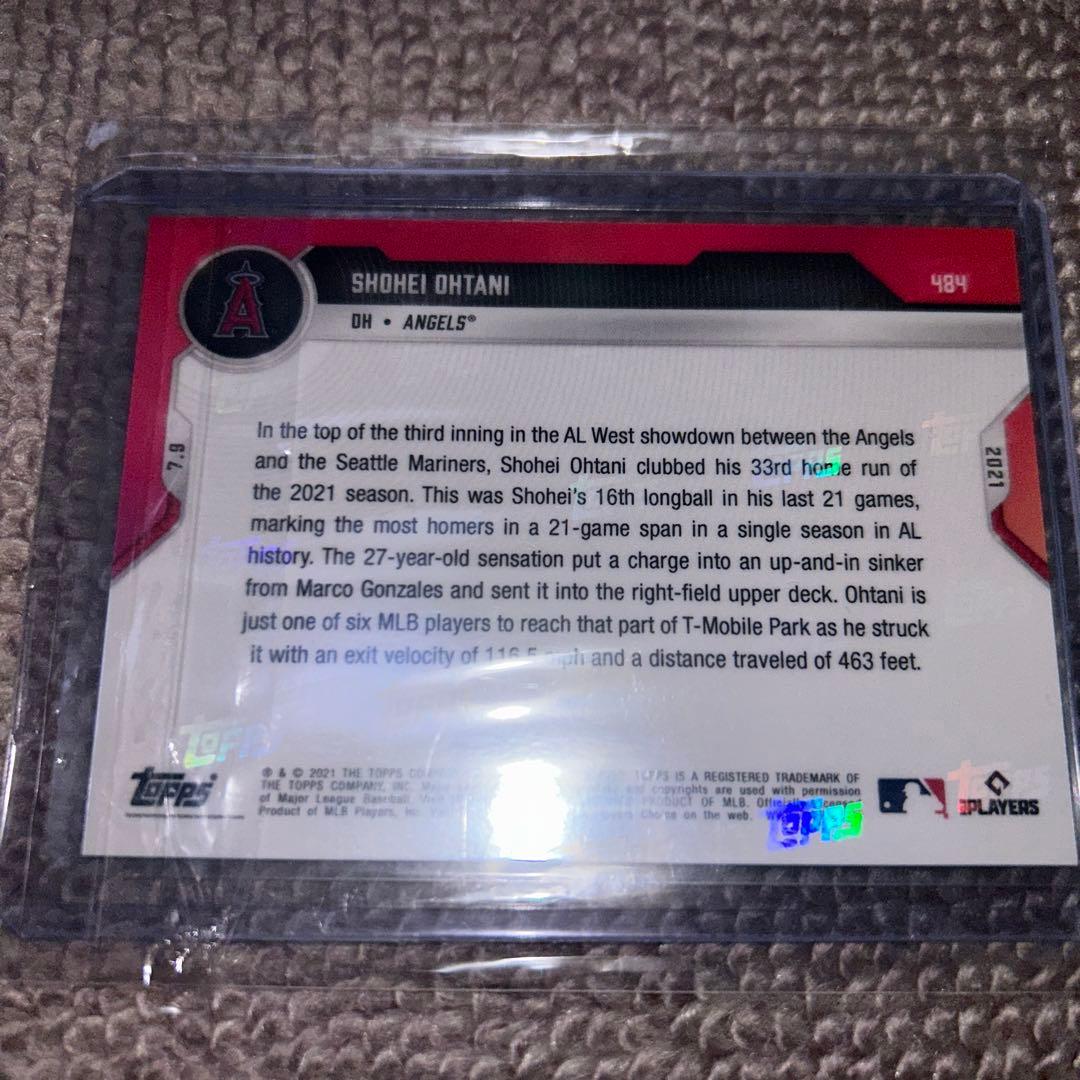 SHOHEI OHTANI
484
DH • ANGELS®
7.9
2021
In the top of the third inning in the AL West showdown between the Angels
and the Seattle Mariners, Shohei Ohtani clubbed his 33rd home run of
the 2021 season. This was Shohei's 16th longball in his last 21 games,
marking the most homers in a 21-game span in a single season in AL
history. The 27-year-old sensation put a charge into an up-and-in sinker
from Marco Gonzales and sent it into the right-field upper deck. Ohtani is
just one of six MLB players to reach that part of T-Mobile Park as he struck
it with an exit velocity of 116.5 mph and a distance traveled of 463 feet.
Topps
® & © 2021 THE TOPPS TOPPS IS A REGISTERED TRADEMARK OF
THE TOPPS COMPANY, INC. and copyrights are used with permission
of Major League Baseball. PRODUCT OF MLB.
Product of MLB Players, Choice on the web.
PLAYERS
Topps
Topps